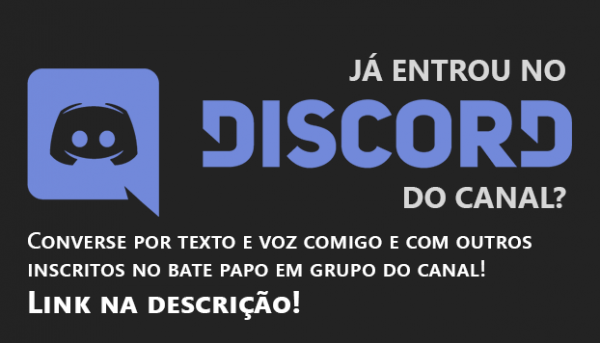 JÁ ENTROU NO
DISCORD
DO CANAL?
Converse por texto e voz comigo e com outros
inscritos no bate papo em grupo do canal!
Link na descrição!